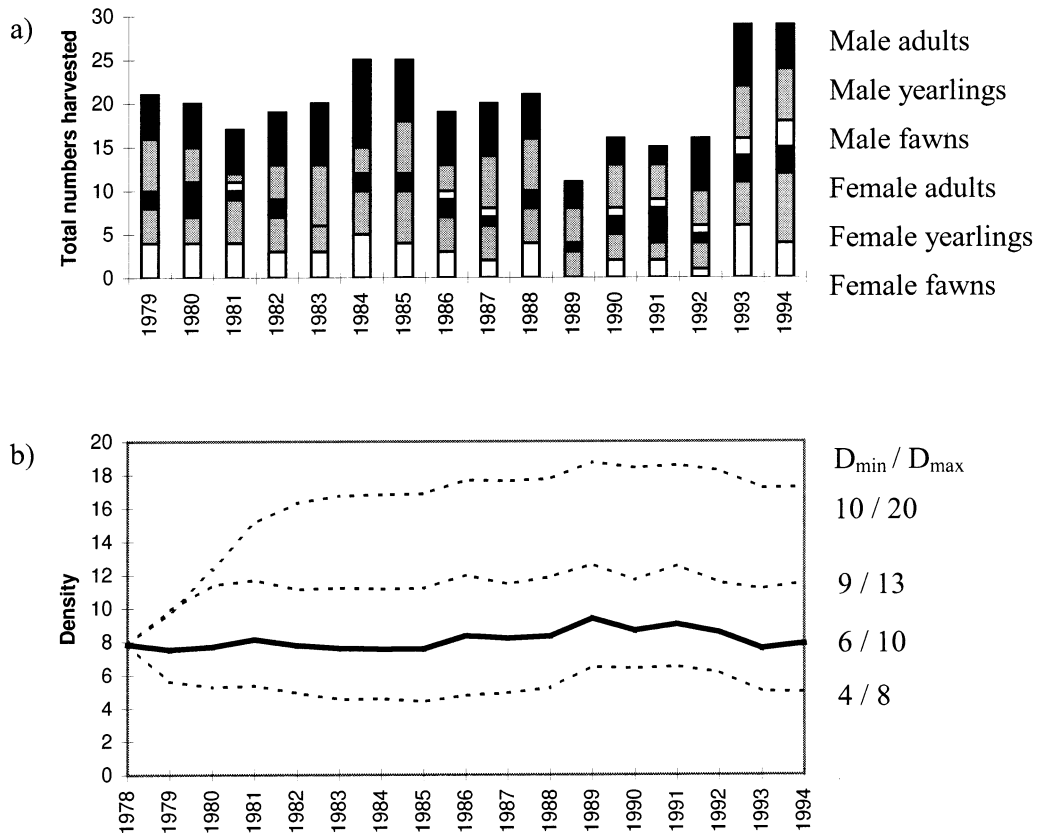 a)
Total numbers harvested
30
25
20
15
10
5
0
1979 1980 1981 1982 1983 1984 1985 1986 1987 1988 1989 1990 1991 1992 1993 1994
Male adults
Male yearlings
Male fawns
Female adults
Female yearlings
Female fawns
b)
Density
20
18
16
14
12
10
8
6
4
2
0
1978 1979 1980 1981 1982 1983 1984 1985 1986 1987 1988 1989 1990 1991 1992 1993 1994
Dmin / Dmax
10 / 20
9 / 13
6 / 10
4 / 8